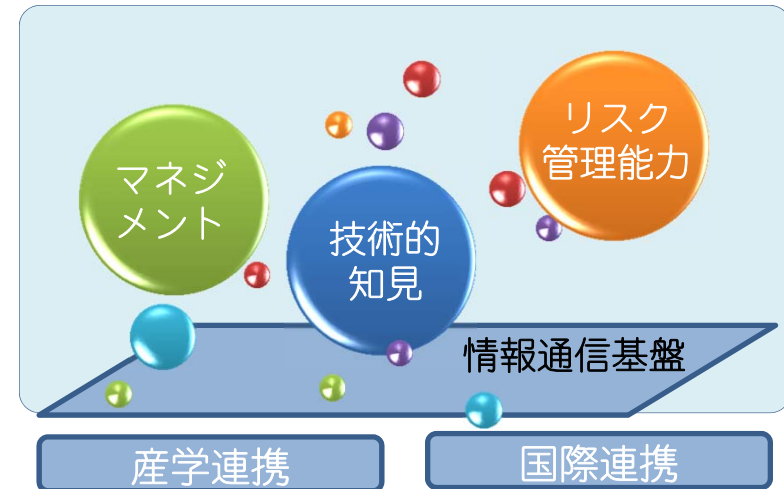 マネジ
メント
技術的
知見
リスク
管理能力
情報通信基盤
産学連携
国際連携